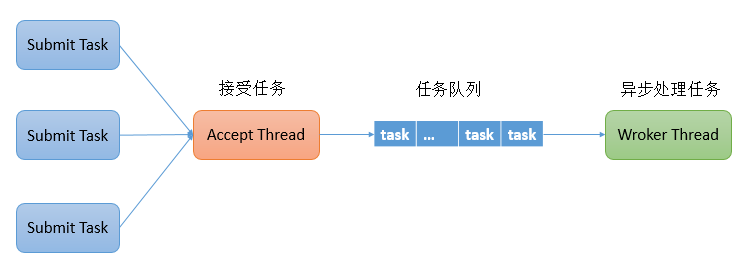 Submit Task
接受任务
任务队列
异步处理任务
Submit Task
Accept Thread
task ... task task
Wroker Thread
Submit Task